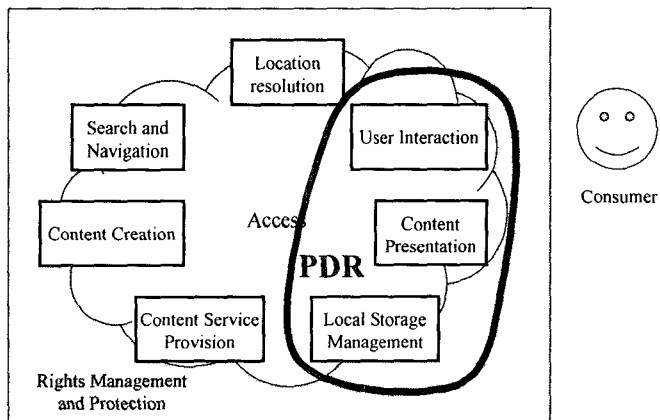 Location
resolution
Search and
Navigation
User Interaction
Consumer
Content Creation
Access
Content
Presentation
PDR
Content Service
Provision
Local Storage
Management
Rights Management
and Protection